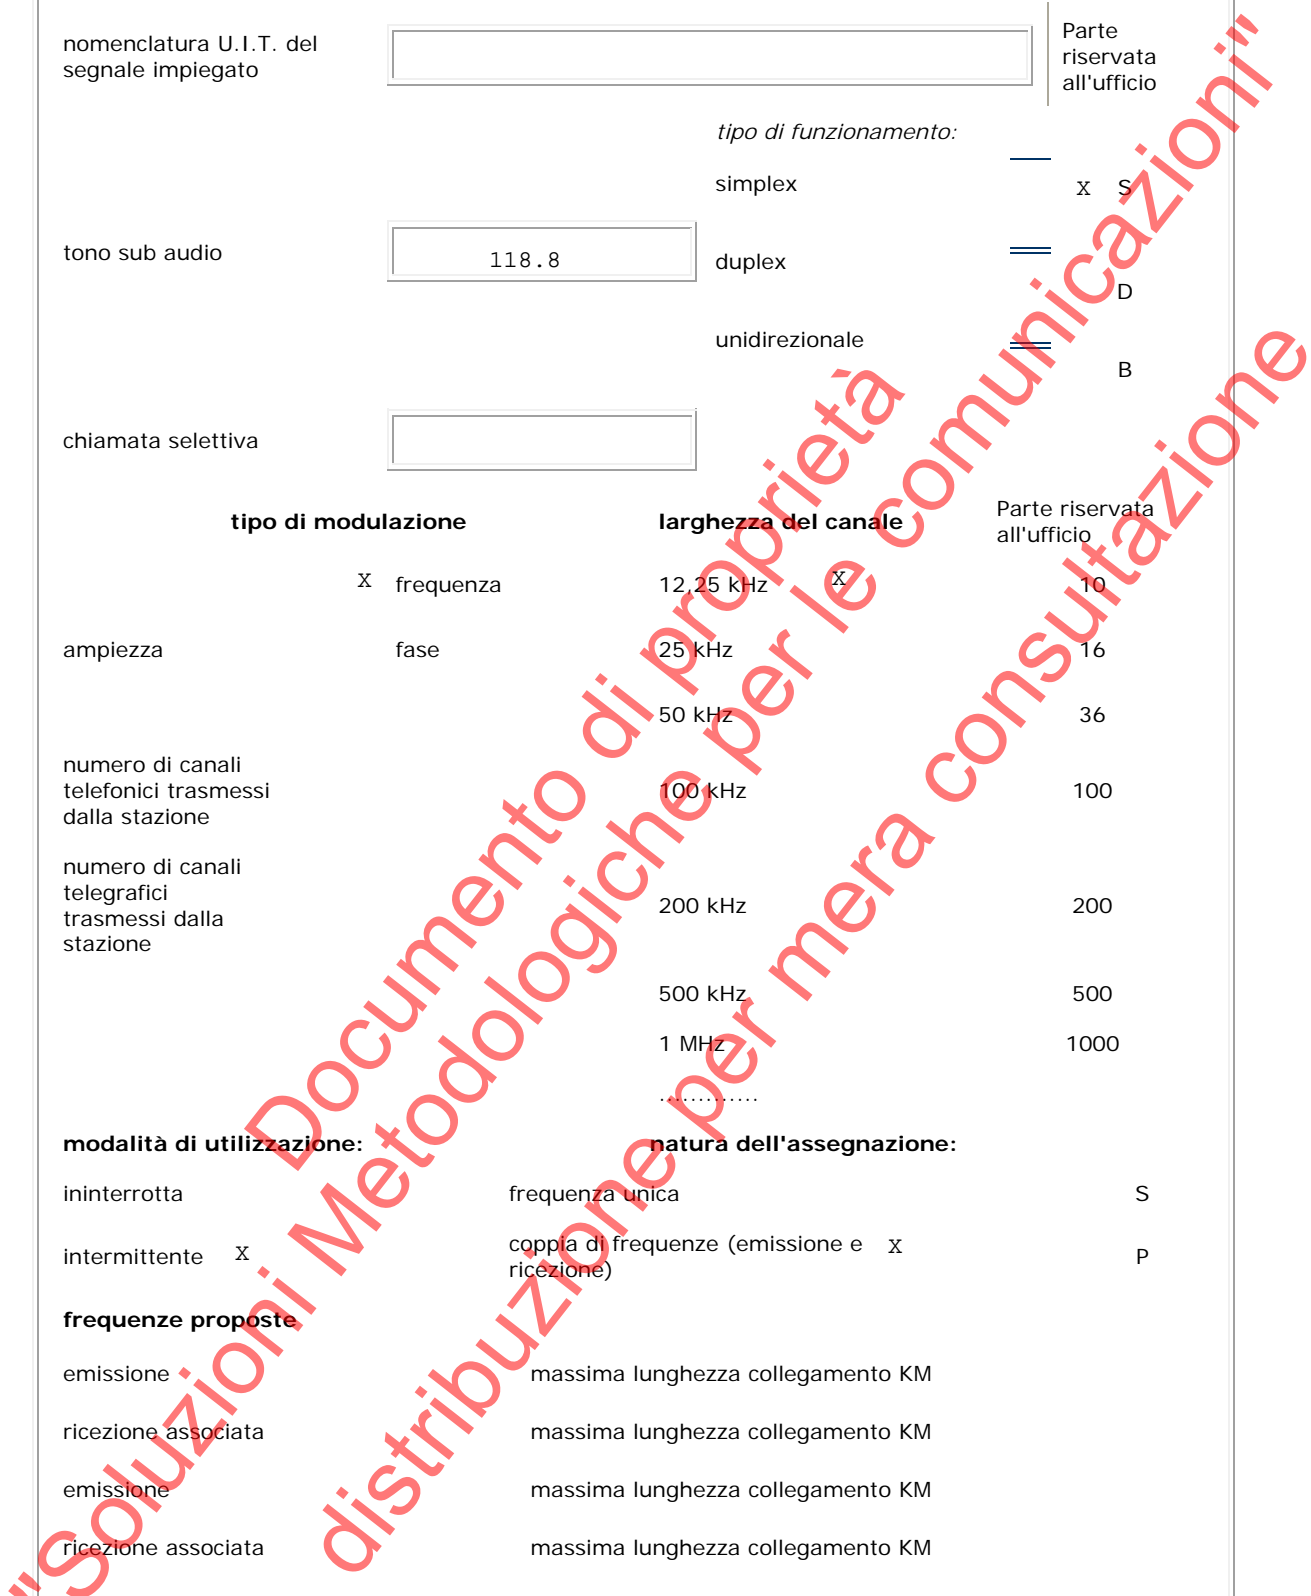 nomenclatura U.I.T. del
segnale impiegato
Parte
riservata
all'ufficio
tipo di funzionamento:
simplex X S
tono sub audio 118.8 duplex
D
unidirezionale
B
chiamata selettiva
tipo di modulazione larghezza del canale Parte riservata
all'ufficio
X frequenza 12,25 kHz X 10
ampiezza fase 25 kHz 16
50 kHz 36
numero di canali
telefonici trasmessi
dalla stazione
100 kHz 100
numero di canali
telegrafici
trasmessi dalla
stazione
200 kHz 200
500 kHz 500
1 MHz 1000
.............
modalità di utilizzazione: natura dell'assegnazione:
ininterrotta frequenza unica S
intermittente X coppia di frequenze (emissione e X P
ricezione)
frequenze proposte
emissione massima lunghezza collegamento KM
ricezione associata massima lunghezza collegamento KM
emissione massima lunghezza collegamento KM
ricezione associata massima lunghezza collegamento KM
Documento di proprietà
"Soluzioni Metodologiche per le comunicazioni"
distribuzione per mera consultazione